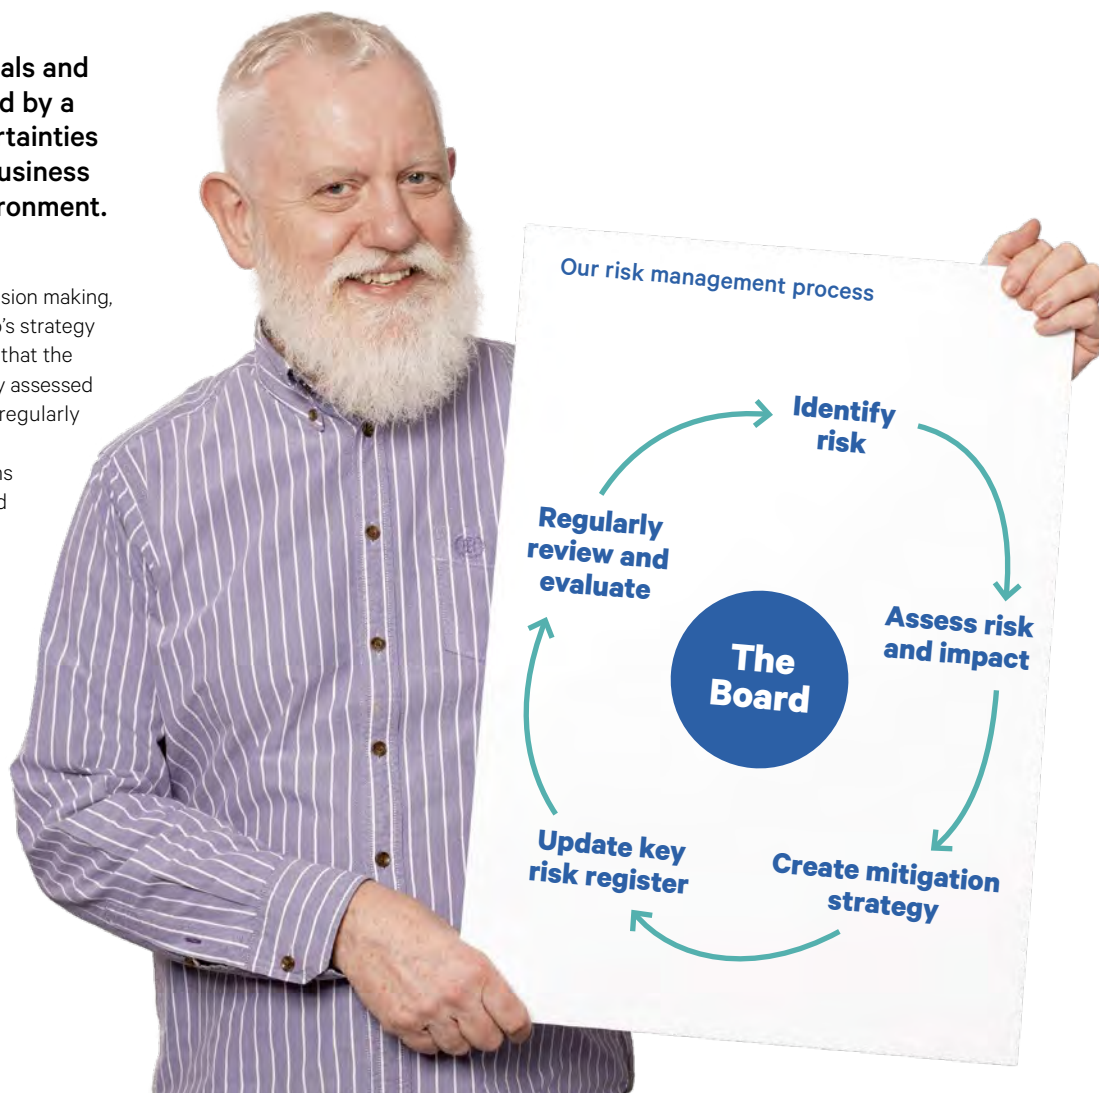 als and
d by a
rtainties
usiness
ronment.
sion making,
’s strategy
that the
y assessed
regularly
ns
d
Our risk management process
Identify
risk
Assess risk
and impact
Create mitigation
strategy
Update key
risk register
Regularly
review and
evaluate
The
Board